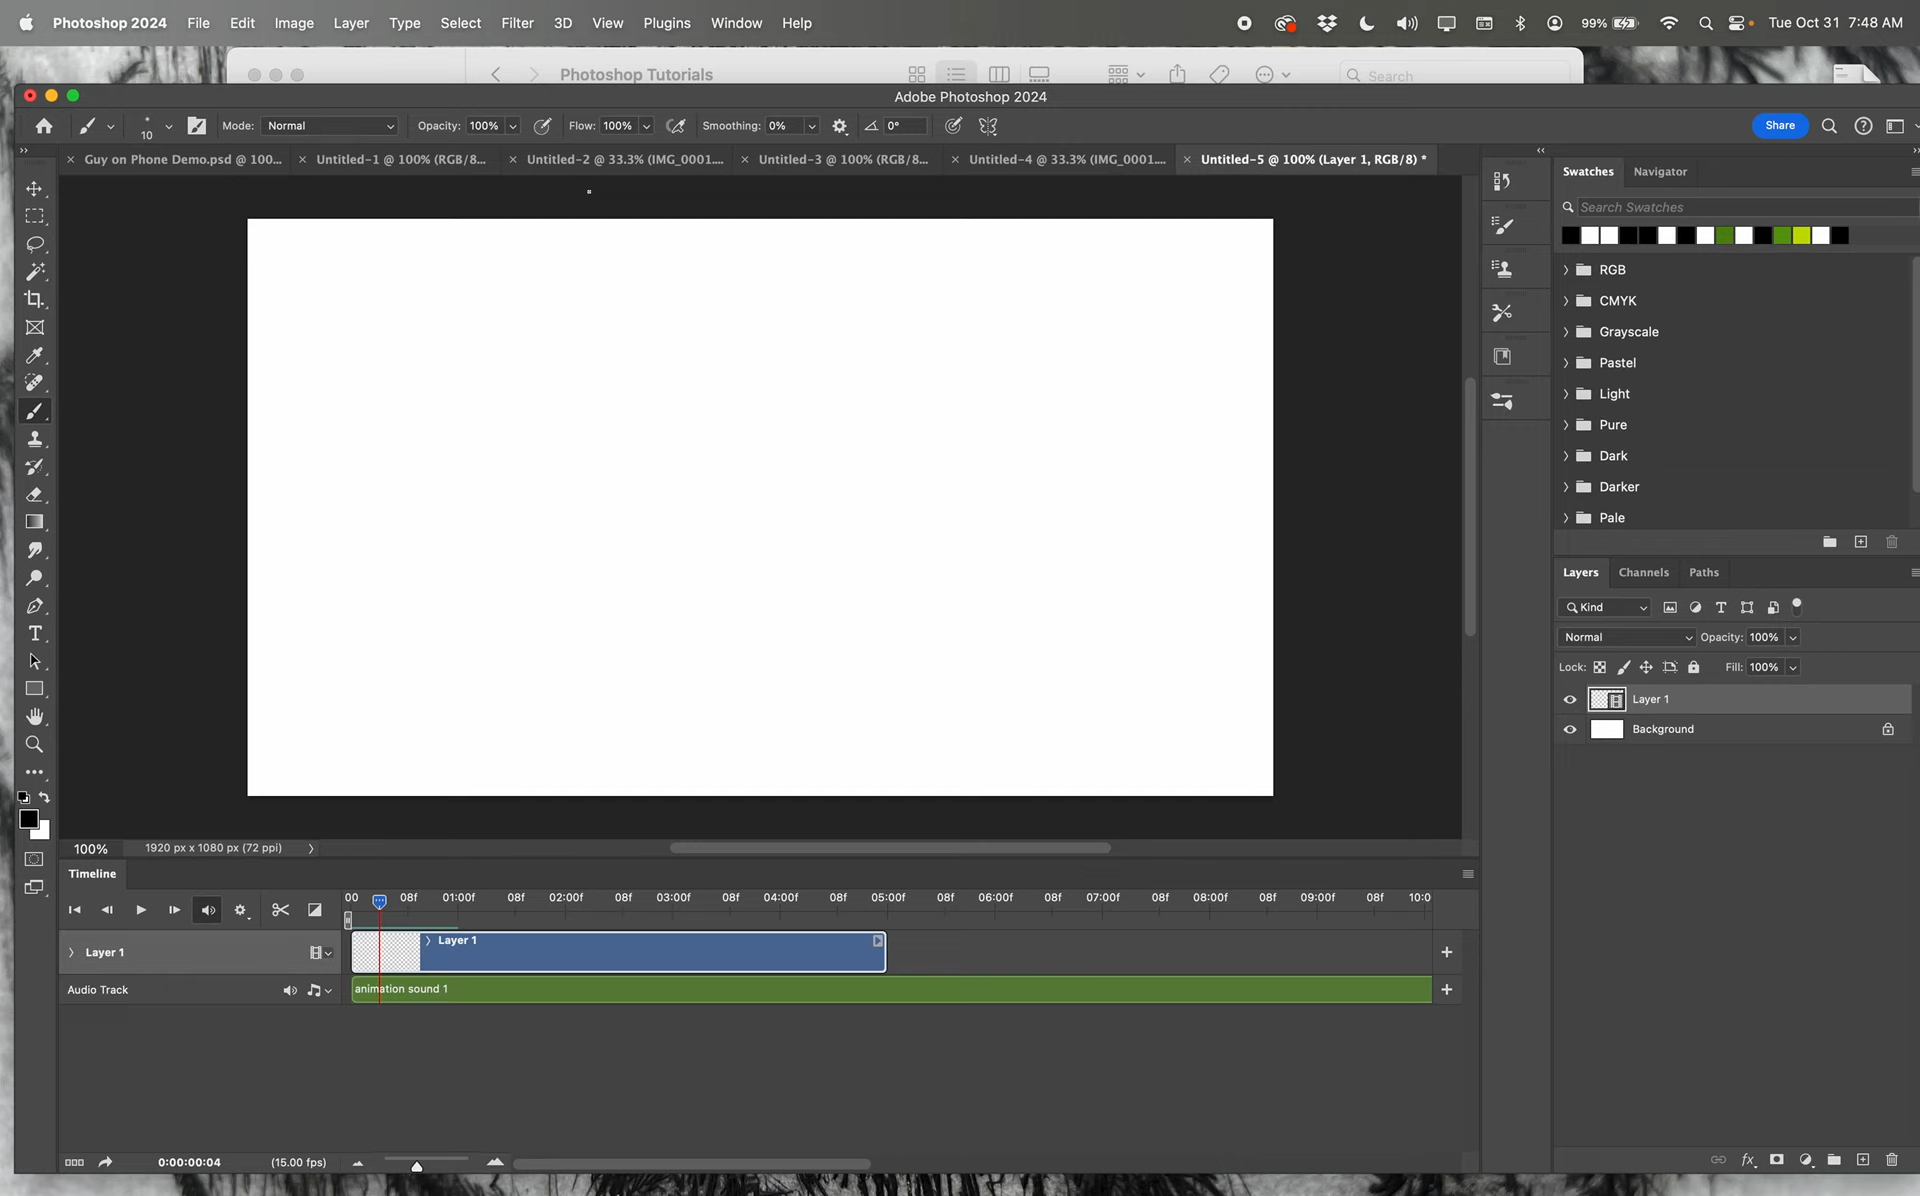 Photoshop 2024 File Edit Image Layer Type Select Filter 3D View Plugins Window Help 99% Tue Oct 31 7:48 AM
Photoshop Tutorials Search
Adobe Photoshop 2024
10 Mode: Normal Opacity: 100% Flow: 100% Smoothing: 0% 0° Share
Guy on Phone Demo.psd @ 100... Untitled-1 @ 100% (RGB/8... Untitled-2 @ 33.3% (IMG_0001.... Untitled-3 @ 100% (RGB/8... Untitled-4 @ 33.3% (IMG_0001.... Untitled-5 @ 100% (Layer 1, RGB/8) *
Swatches Navigator
Search Swatches
RGB
CMYK
Grayscale
Pastel
Light
Pure
Dark
Darker
Pale
Layers Channels Paths
Kind
Normal Opacity: 100%
Lock: Fill: 100%
Layer 1
Background
100% 1920 px x 1080 px (72 ppi)
Timeline
00 08f 01:00f 08f 02:00f 08f 03:00f 08f 04:00f 08f 05:00f 08f 06:00f 08f 07:00f 08f 08:00f 08f 09:00f 08f 10:0
Layer 1 Layer 1
Audio Track animation sound 1
0:00:00:04 (15.00 fps)
fx